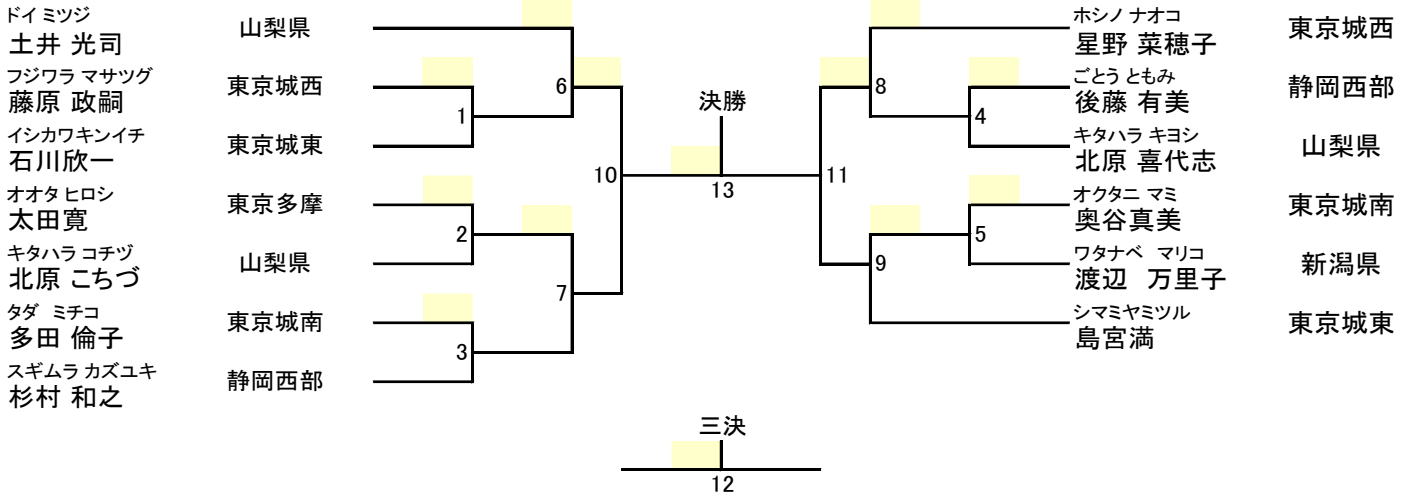 ドイ ミツジ
土井 光司 山梨県
フジワラ マサツグ
藤原 政嗣 東京城西
イシカワキンイチ
石川欣一 東京城東
オオタ ヒロシ
太田寛 東京多摩
キタハラ コチヅ
北原 こちづ 山梨県
タダ ミチコ
多田 倫子 東京城南
スギムラ カズユキ
杉村 和之 静岡西部
1
2
3
6
7
10
決勝
13
11
8
9
4
5
ホシノ ナオコ
星野 菜穂子 東京城西
ごとう ともみ
後藤 有美 静岡西部
キタハラ キヨシ
北原 喜代志 山梨県
オクタニ マミ
奥谷真美 東京城南
ワタナベ マリコ
渡辺 万里子 新潟県
シマミヤミツル
島宮満 東京城東
三決
12